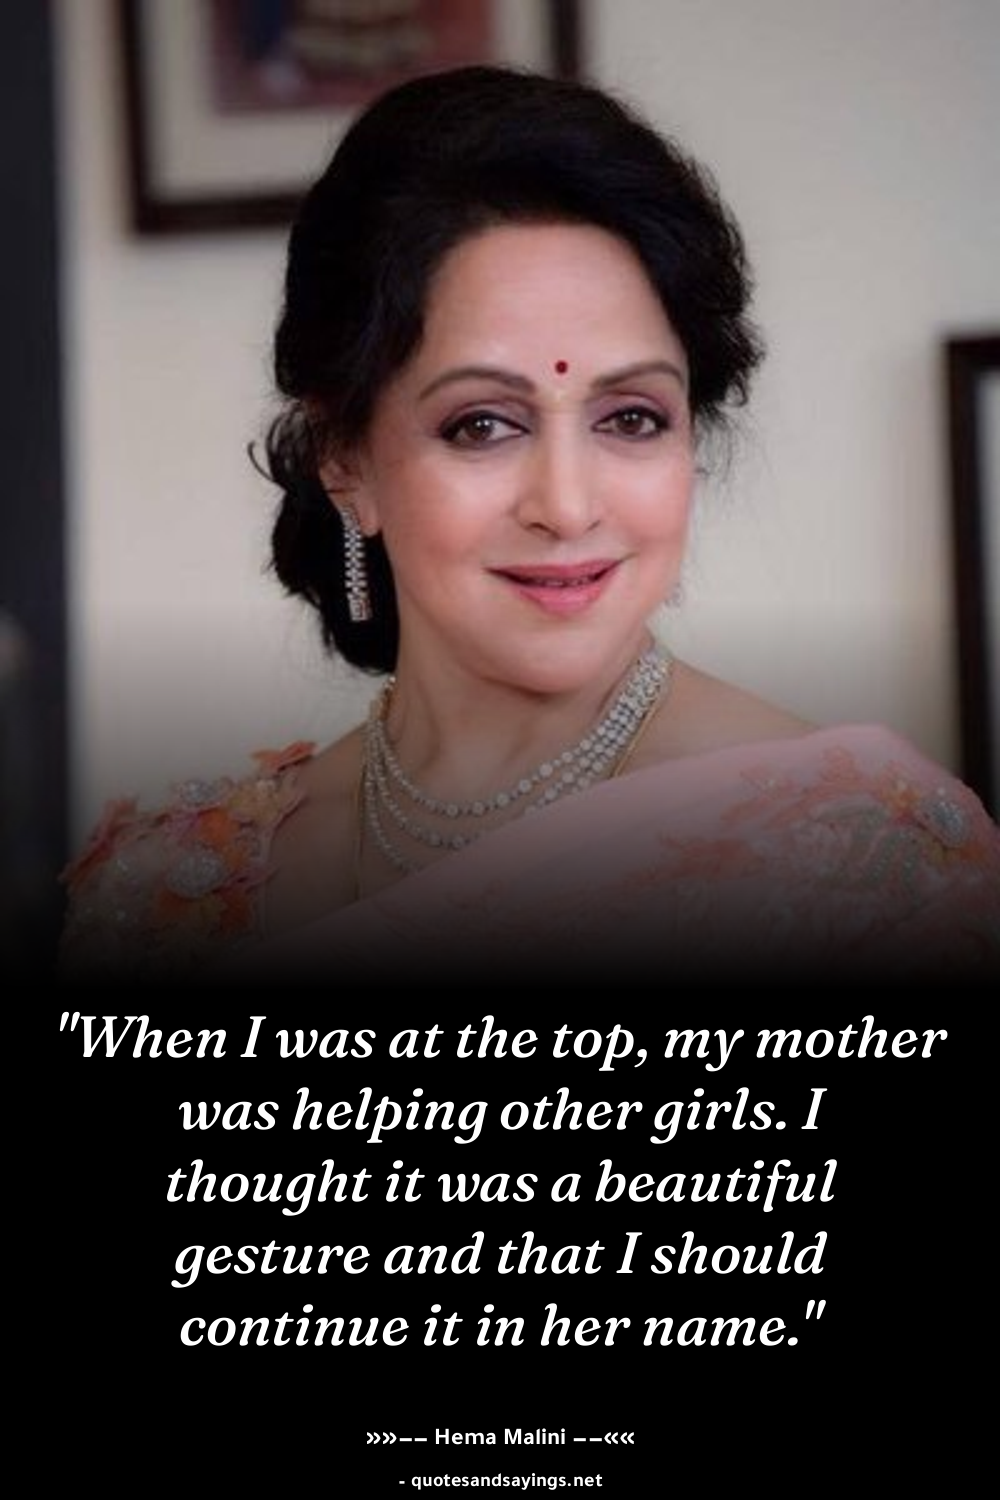 "When I was at the top, my mother
was helping other girls. I
thought it was a beautiful
gesture and that I should
continue it in her name."
»»–– Hema Malini ––««
- quotesandsayings.net